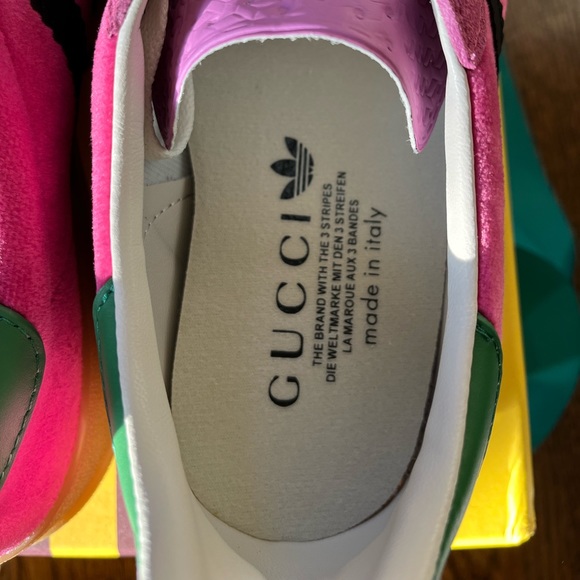 GUCCI
THE BRAND WITH THE 3 STRIPES
DIE WELTMARKE MIT DEN 3 STREIFEN
LA MARQUE AUX 3 BANDES
made in italy